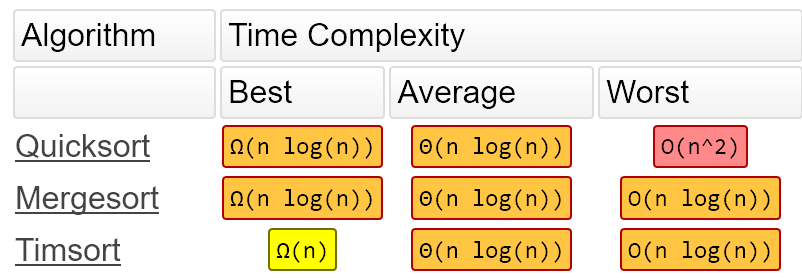 Algorithm Time Complexity
Best Average Worst
Quicksort Ω(n log(n)) Θ(n log(n)) O(n^2)
Mergesort Ω(n log(n)) Θ(n log(n)) O(n log(n))
Timsort Ω(n) Θ(n log(n)) O(n log(n))